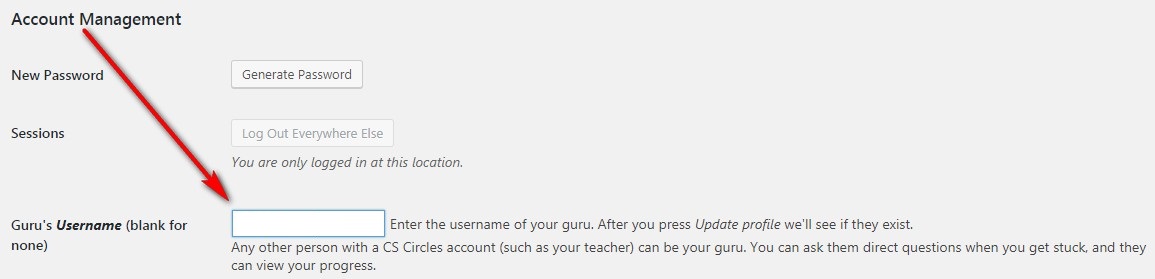 Account Management
New Password
Generate Password
Sessions
Log Out Everywhere Else
You are only logged in at this location.
Guru's Username (blank for
none)
Enter the username of your guru. After you press Update profile we'll see if they exist.
Any other person with a CS Circles account (such as your teacher) can be your guru. You can ask them direct questions when you get stuck, and they
can view your progress.